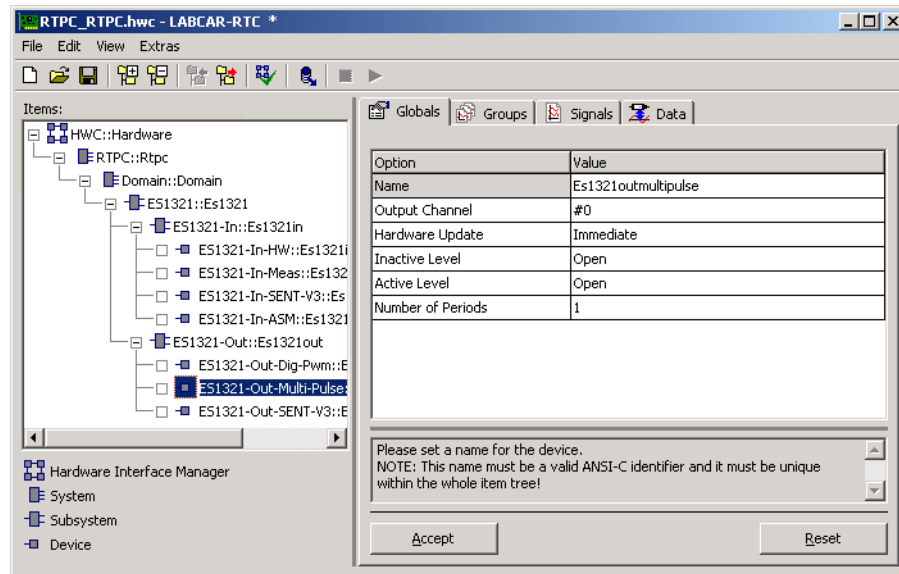 RTPC_RTPC.hwc - LABCAR-RTC *
File Edit View Extras
Items:
HWC::Hardware
RTPC::Rtpc
Domain::Domain
ES1321::Es1321
ES1321-In::Es1321in
ES1321-In-HW::Es1321i
ES1321-In-Meas::Es132
ES1321-In-SENT-V3::Es
ES1321-In-ASM::Es1321
ES1321-Out::Es1321out
ES1321-Out-Dig-Pwm::E
ES1321-Out-Multi-Pulse:
ES1321-Out-SENT-V3::E
Hardware Interface Manager
System
Subsystem
Device
Globals Groups Signals Data
Option Value
Name Es1321outmultipulse
Output Channel #0
Hardware Update Immediate
Inactive Level Open
Active Level Open
Number of Periods 1
Please set a name for the device.
NOTE: This name must be a valid ANSI-C identifier and it must be unique
within the whole item tree!
Accept Reset